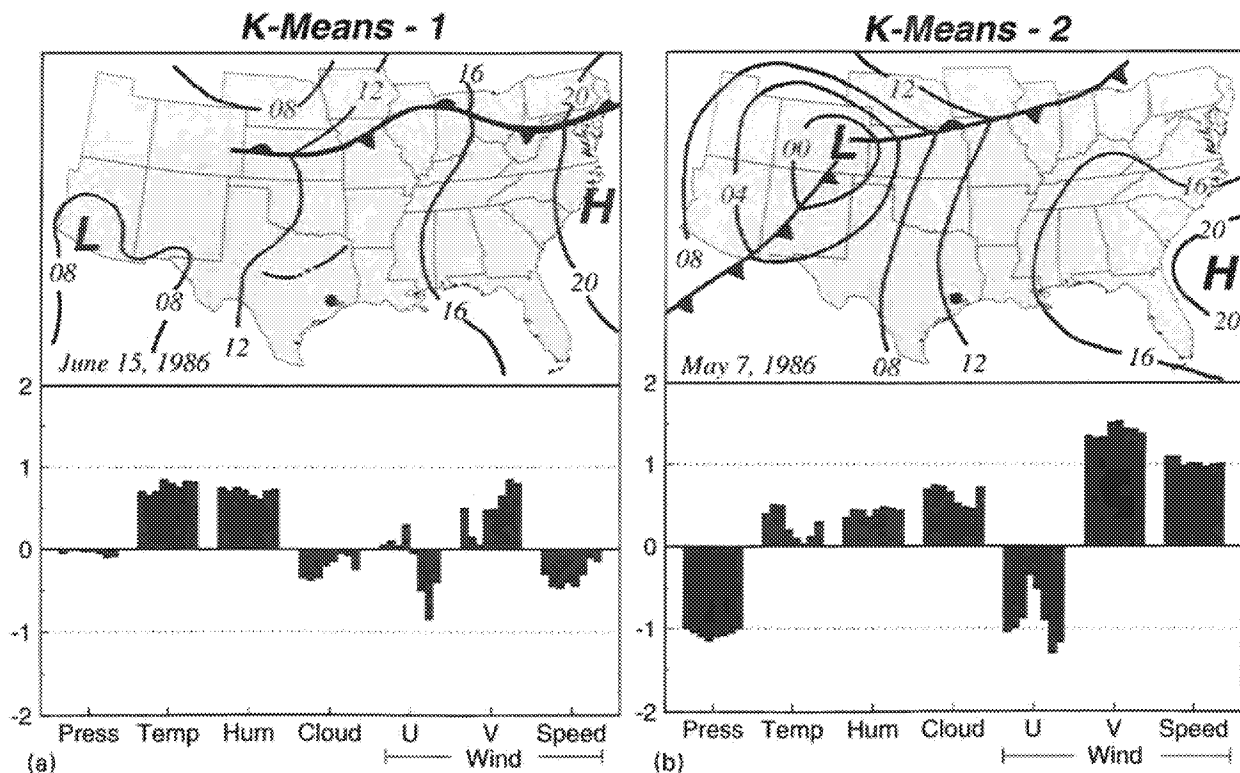 K-Means - 1
08
12
16
20
L
H
08
08
12
16
20
June 15, 1986
2
1
0
-1
-2
Press Temp Hum Cloud U V Speed
Wind
(a)
K-Means - 2
12
00
L
04
16
20
08
H
20
16
12
08
May 7, 1986
2
1
0
-1
-2
Press Temp Hum Cloud U V Speed
Wind
(b)